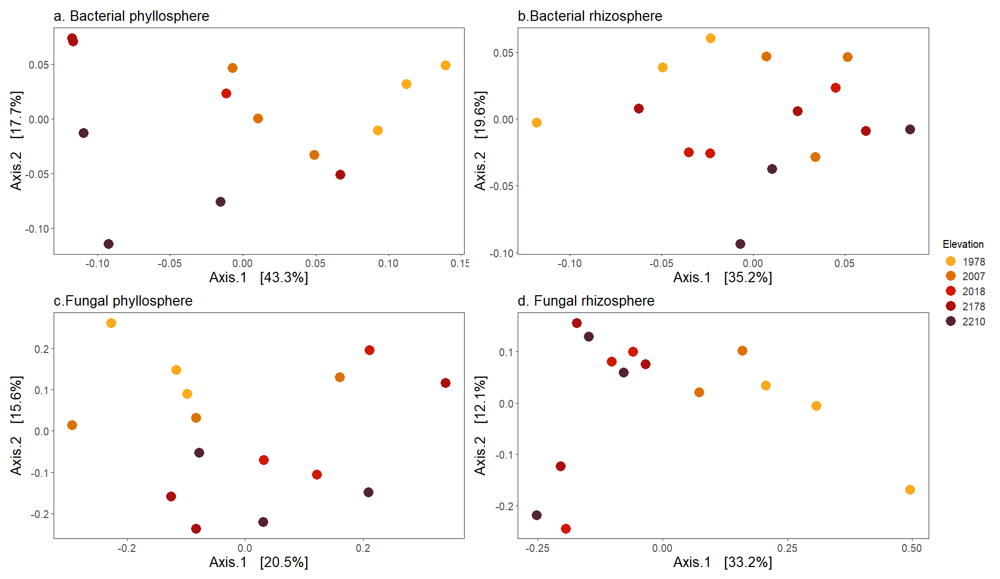 a. Bacterial phyllosphere
Axis.2 [17.7%]
0.05
0.00
-0.05
-0.10
-0.10 -0.05 0.00 0.05 0.10 0.15
Axis.1 [43.3%]
b.Bacterial rhizosphere
Axis.2 [19.6%]
0.05
0.00
-0.05
-0.10
-0.10 -0.05 0.00 0.05
Axis.1 [35.2%]
c.Fungal phyllosphere
Axis.2 [15.6%]
0.2
0.1
0.0
-0.1
-0.2
-0.2 0.0 0.2
Axis.1 [20.5%]
d. Fungal rhizosphere
Axis.2 [12.1%]
0.1
0.0
-0.1
-0.2
-0.25 0.00 0.25 0.50
Axis.1 [33.2%]
Elevation
1978
2007
2018
2178
2210